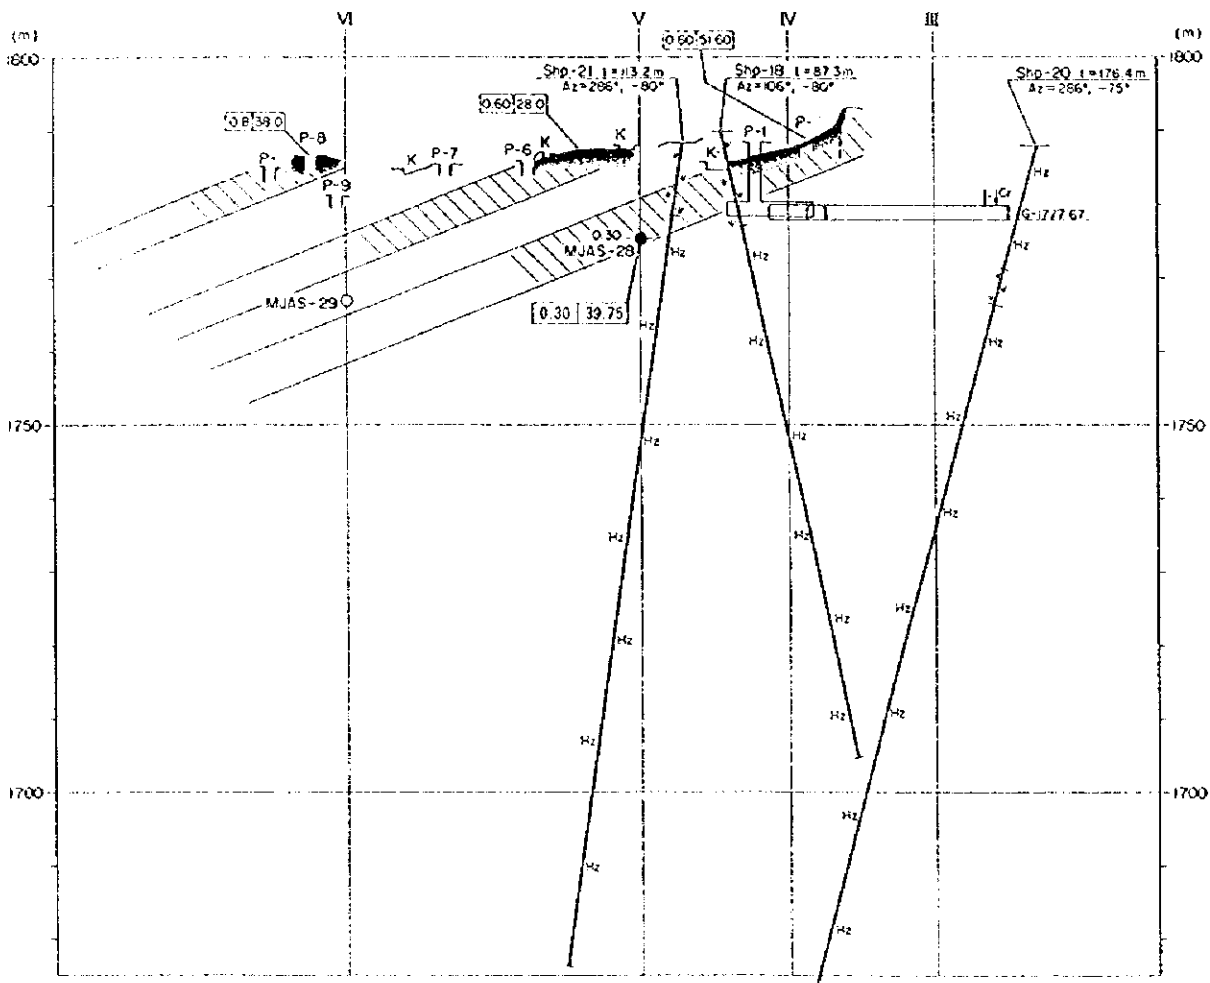 VI V IV III
(m) (m)
1800 1800
0.60 51.60
Shp-21 l=113.2m Shp-18 l=87.3m Shp-20 l=176.4m
Az=286°, -80° Az=106°, -80° Az=286°, -75°
0.60 28.0
0.8 38.0
P-8 K K P-1
P-7 P-6 K K
P-9
Hz
Cr
G-1 1777.67
0.30
MJAS-28
Hz Hz Hz
MJAS-29
0.30 39.75
Hz Hz Hz
1750 1750
Hz
Hz Hz
Hz Hz Hz
Hz Hz
Hz
Hz Hz Hz
1700 1700
Hz
Hz
Hz